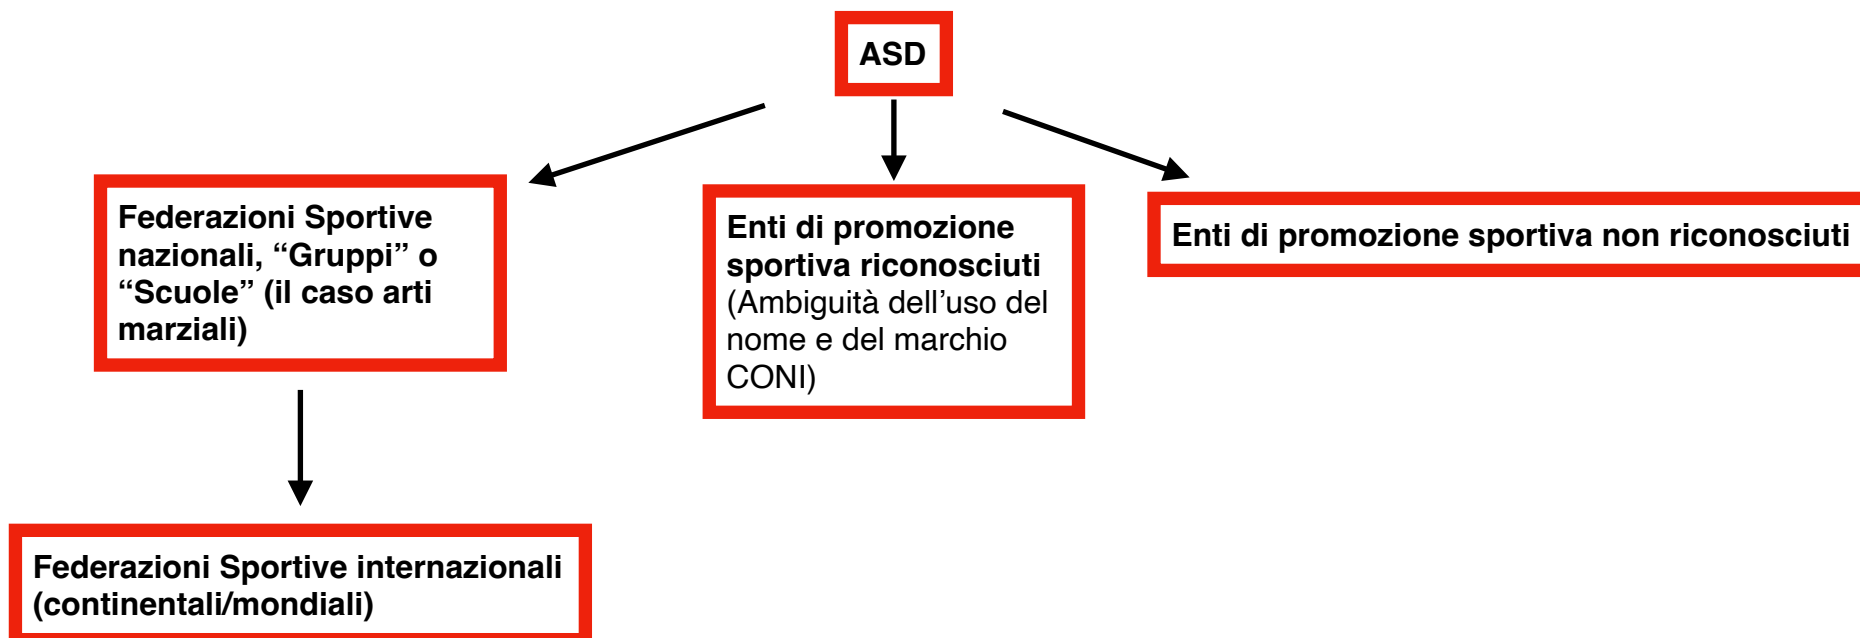 ASD
Federazioni Sportive
nazionali, “Gruppi” o
“Scuole” (il caso arti
marziali)
Enti di promozione
sportiva riconosciuti
(Ambiguità dell’uso del
nome e del marchio
CONI)
Enti di promozione sportiva non riconosciuti
Federazioni Sportive internazionali
(continentali/mondiali)